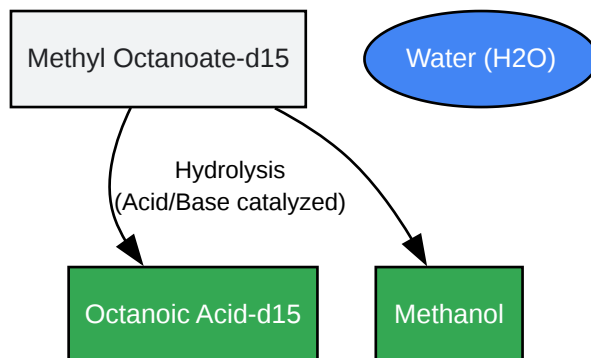 Methyl Octanoate-d15
Water (H2O)
Hydrolysis
(Acid/Base catalyzed)
Octanoic Acid-d15
Methanol